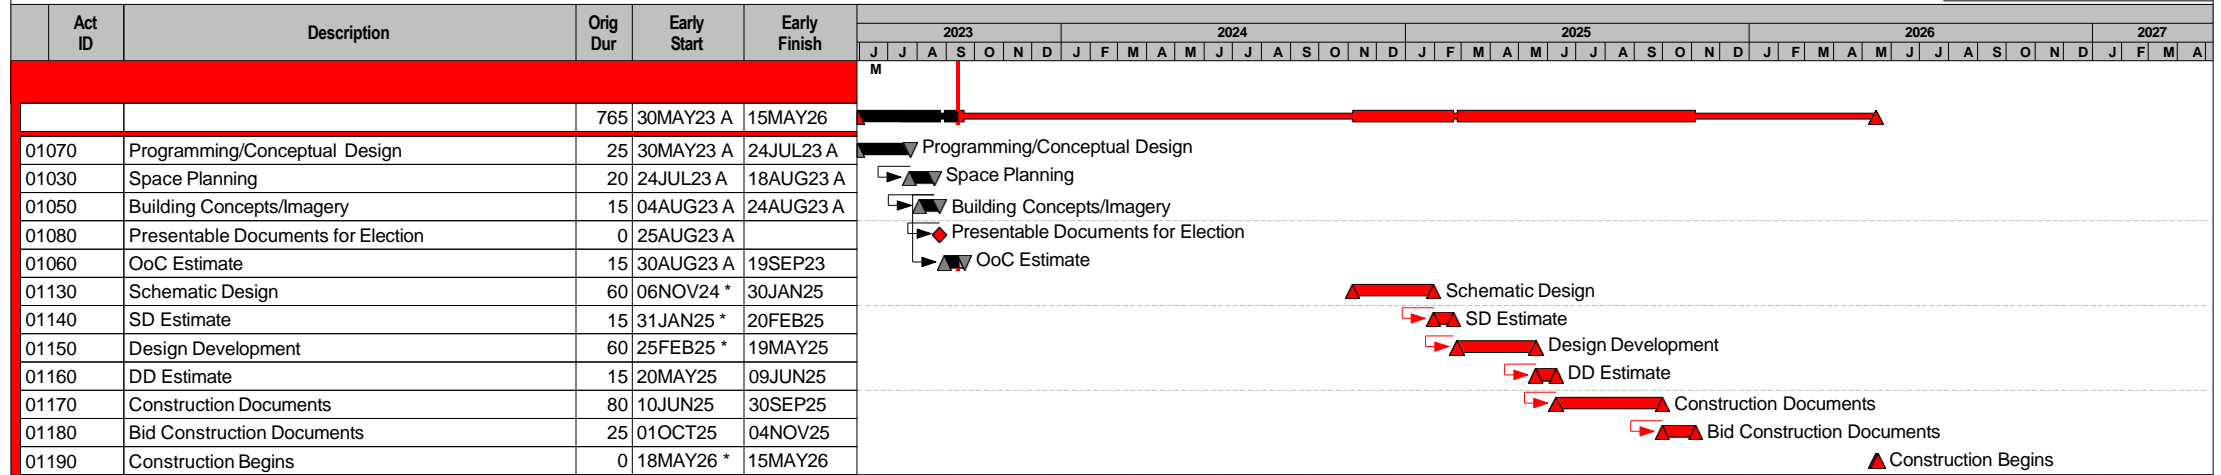 Act ID Description Orig Dur Early Start Early Finish
2023 2024 2025 2026 2027
J J A S O N D J F M A M J J A S O N D J F M A M J J A S O N D J F M A M J J A S O N D J F M A
M
765 30MAY23 A 15MAY26
01070 Programming/Conceptual Design 25 30MAY23 A 24JUL23 A Programming/Conceptual Design
01030 Space Planning 20 24JUL23 A 18AUG23 A Space Planning
01050 Building Concepts/Imagery 15 04AUG23 A 24AUG23 A Building Concepts/Imagery
01080 Presentable Documents for Election 0 25AUG23 A Presentable Documents for Election
01060 OoC Estimate 15 30AUG23 A 19SEP23 OoC Estimate
01130 Schematic Design 60 06NOV24 * 30JAN25 Schematic Design
01140 SD Estimate 15 31JAN25 * 20FEB25 SD Estimate
01150 Design Development 60 25FEB25 * 19MAY25 Design Development
01160 DD Estimate 15 20MAY25 09JUN25 DD Estimate
01170 Construction Documents 80 10JUN25 30SEP25 Construction Documents
01180 Bid Construction Documents 25 01OCT25 04NOV25 Bid Construction Documents
01190 Construction Begins 0 18MAY26 * 15MAY26 Construction Begins